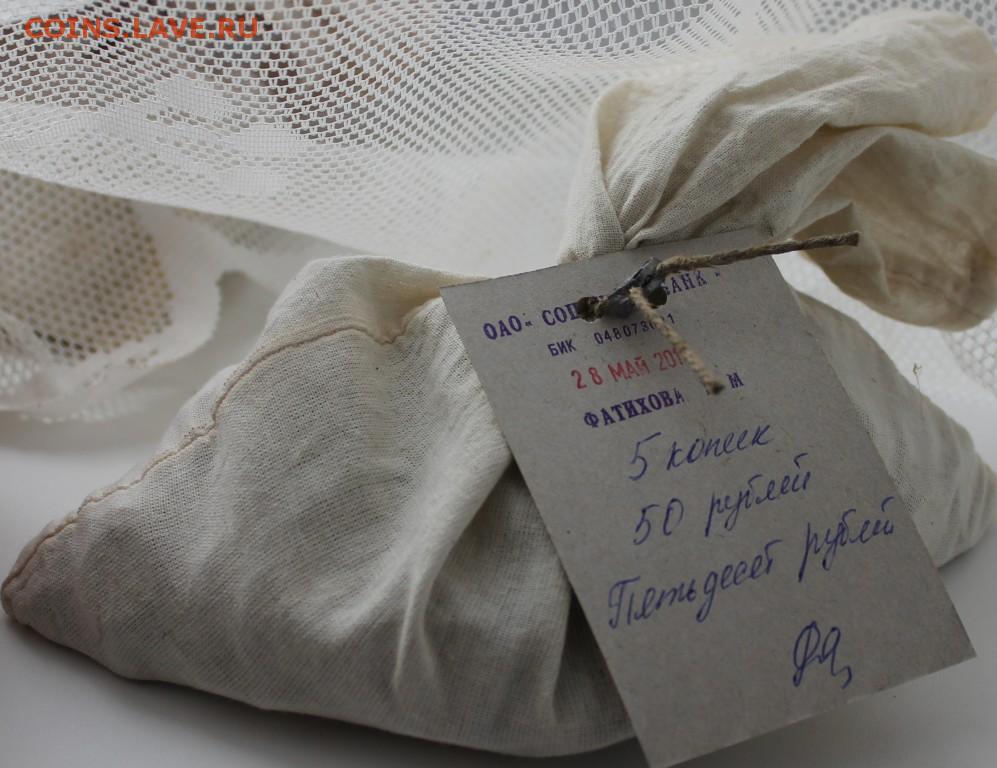 COINS.LAVE.RU
ОАО "
БИК
28 МАЙ
ФАТИХОВА М
5 копеек
50 рублей
Пятьдесят рублей